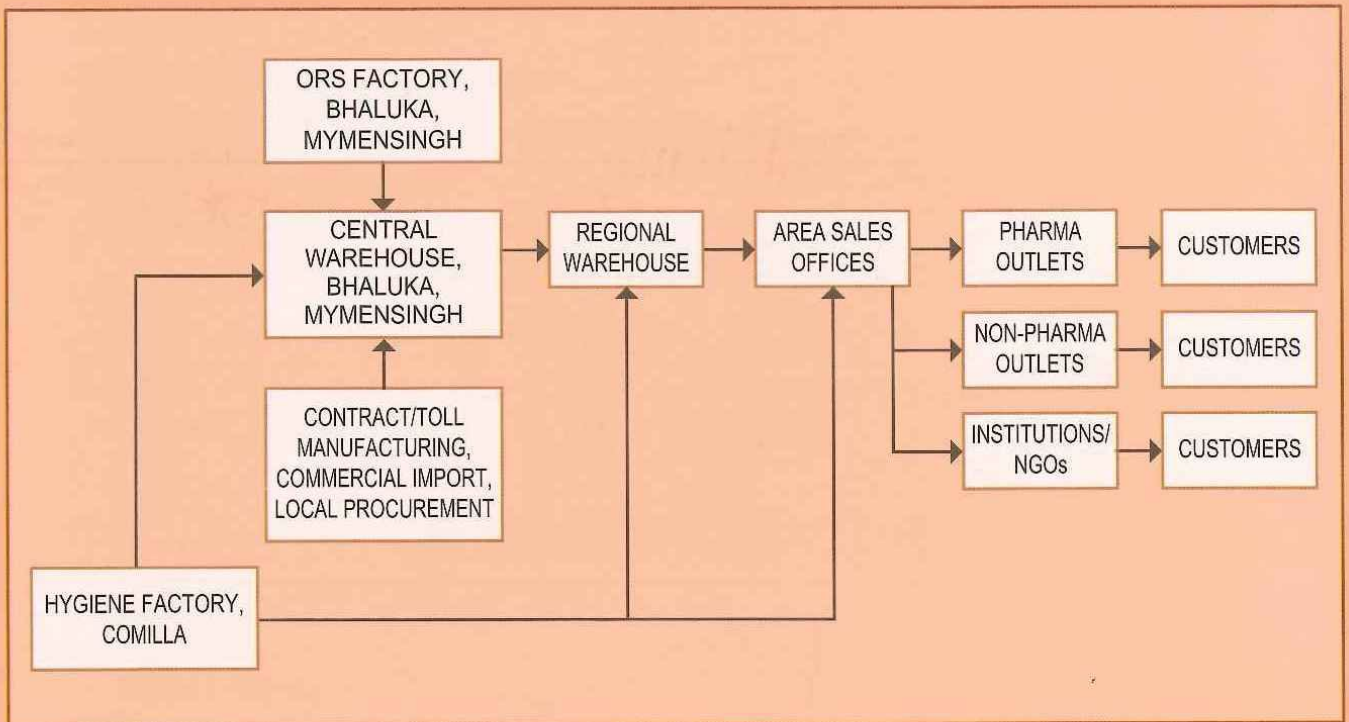 ORS FACTORY,
BHALUKA,
MYMENSINGH
CENTRAL
WAREHOUSE,
BHALUKA,
MYMENSINGH
REGIONAL
WAREHOUSE
AREA SALES
OFFICES
PHARMA
OUTLETS
CUSTOMERS
NON-PHARMA
OUTLETS
CUSTOMERS
CONTRACT/TOLL
MANUFACTURING,
COMMERCIAL IMPORT,
LOCAL PROCUREMENT
INSTITUTIONS/
NGOs
CUSTOMERS
HYGIENE FACTORY,
COMILLA